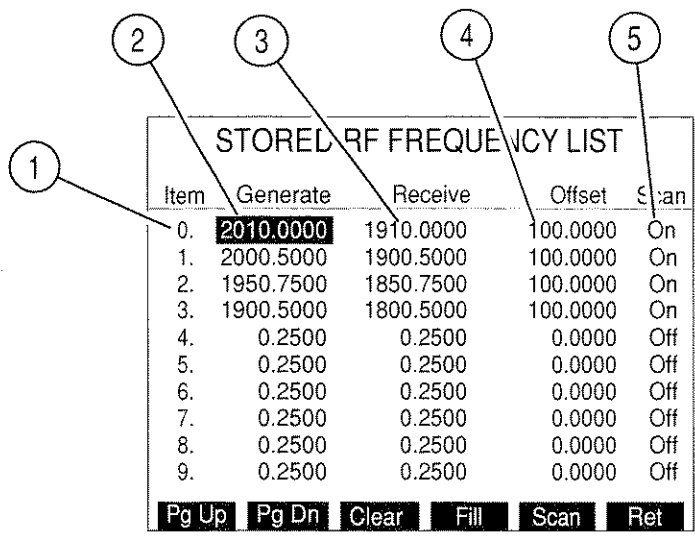 2 3 4 5
STORED RF FREQUENCY LIST
1
Item Generate Receive Offset Scan
0. 2010.0000 1910.0000 100.0000 On
1. 2000.5000 1900.5000 100.0000 On
2. 1950.7500 1850.7500 100.0000 On
3. 1900.5000 1800.5000 100.0000 On
4. 0.2500 0.2500 0.0000 Off
5. 0.2500 0.2500 0.0000 Off
6. 0.2500 0.2500 0.0000 Off
7. 0.2500 0.2500 0.0000 Off
8. 0.2500 0.2500 0.0000 Off
9. 0.2500 0.2500 0.0000 Off
Pg Up Pg Dn Clear Fill Scan Ret